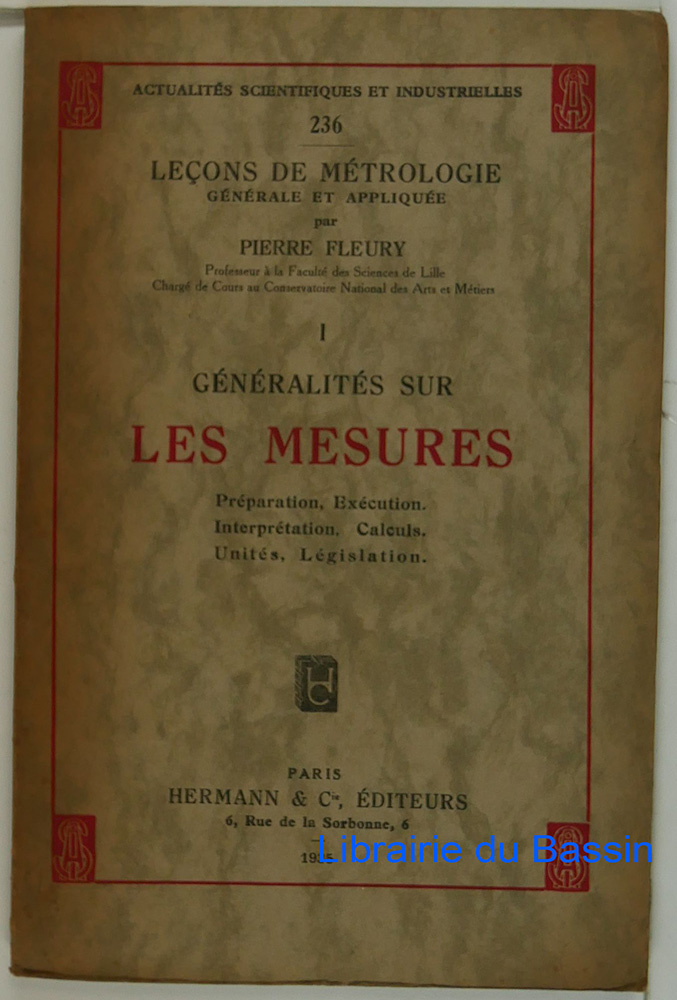 ACTUALITÉS SCIENTIFIQUES ET INDUSTRIELLES
236
LEÇONS DE MÉTROLOGIE
GÉNÉRALE ET APPLIQUÉE
par
PIERRE FLEURY
Professeur à la Faculté des Sciences de Lille
Chargé de Cours au Conservatoire National des Arts et Métiers
I
GÉNÉRALITÉS SUR
LES MESURES
Préparation, Exécution.
Interprétation. Calculs.
Unités, Législation.
HC
PARIS
HERMANN & Cie, ÉDITEURS
6, Rue de la Sorbonne, 6
1935
Librairie du Bassin